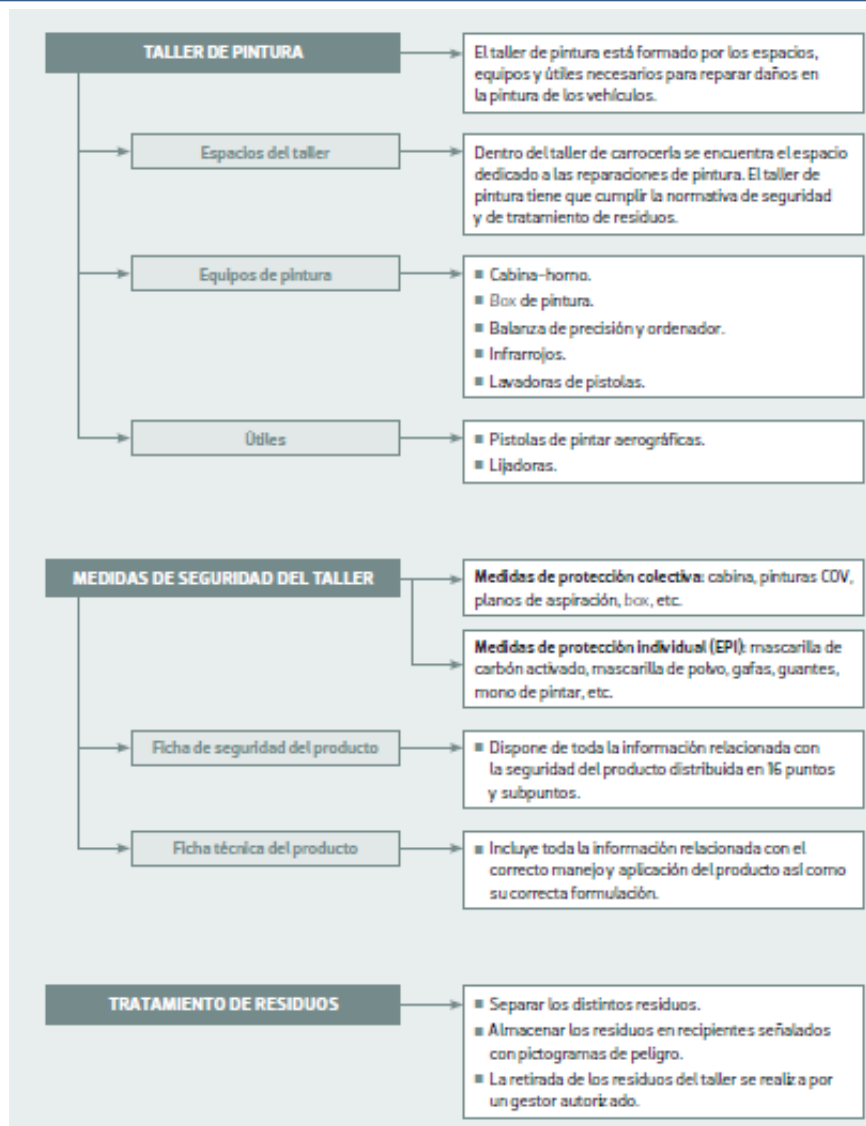 TALLER DE PINTURA
El taller de pintura está formado por los espacios,
equipos y útiles necesarios para reparar daños en
la pintura de los vehículos.
Espacios del taller
Dentro del taller de carrocería se encuentra el espacio
dedicado a las reparaciones de pintura. El taller de
pintura tiene que cumplir la normativa de seguridad
y de tratamiento de residuos.
Equipos de pintura
■ Cabina-horno.
■ Box de pintura.
■ Balanza de precisión y ordenador.
■ Infrarrojos.
■ Lavadoras de pistolas.
Útiles
■ Pistolas de pintar aerográficas.
■ Lijadoras.
MEDIDAS DE SEGURIDAD DEL TALLER
Medidas de protección colectiva: cabina, pinturas COV,
planos de aspiración, box, etc.
Medidas de protección individual (EPI): mascarilla de
carbón activado, mascarilla de polvo, gafas, guantes,
mono de pintar, etc.
Ficha de seguridad del producto
■ Dispone de toda la información relacionada con
la seguridad del producto distribuida en 16 puntos
y subpuntos.
Ficha técnica del producto
■ Incluye toda la información relacionada con el
correcto manejo y aplicación del producto así como
su correcta formulación.
TRATAMIENTO DE RESIDUOS
■ Separar los distintos residuos.
■ Almacenar los residuos en recipientes señalados
con pictogramas de peligro.
■ La retirada de los residuos del taller se realiza por
un gestor autorizado.